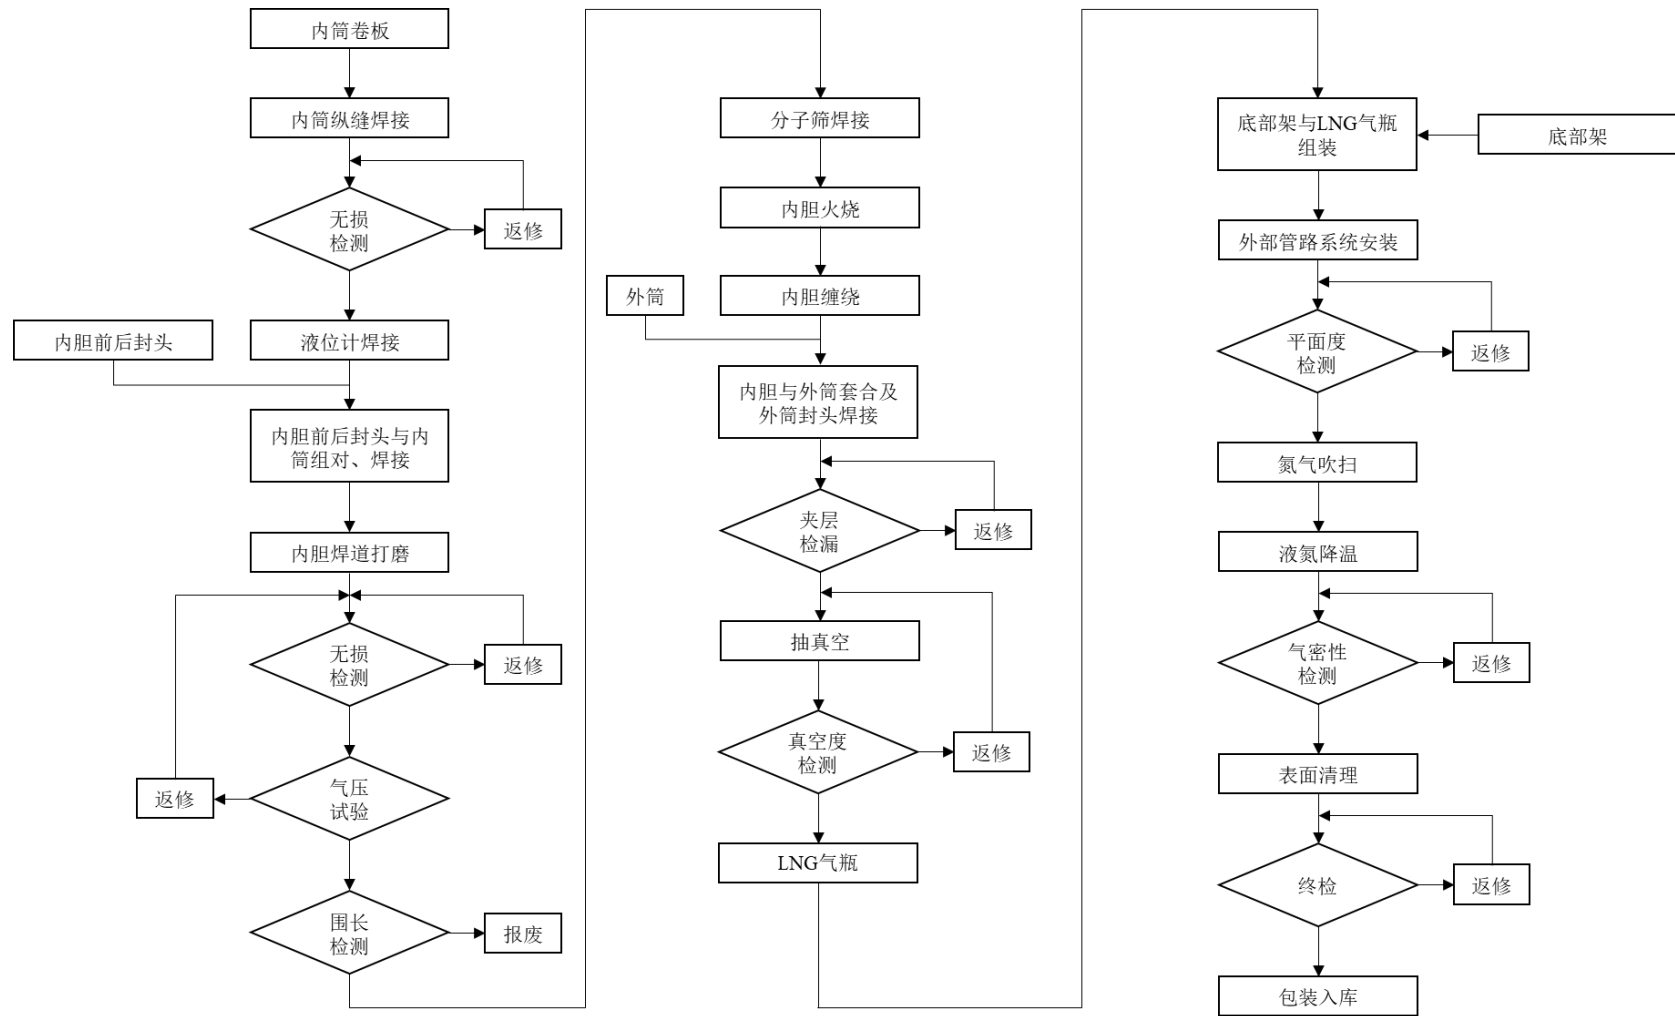 内筒卷板
内筒纵缝焊接
无损
检测
返修
内胆前后封头
液位计焊接
内胆前后封头与内
筒组对、焊接
内胆焊道打磨
无损
检测
返修
返修
气压
试验
围长
检测
报废
分子筛焊接
内胆火烧
外筒
内胆缠绕
内胆与外筒套合及
外筒封头焊接
夹层
检漏
返修
抽真空
真空度
检测
返修
LNG气瓶
底部架与LNG气瓶
组装
底部架
外部管路系统安装
平面度
检测
返修
氮气吹扫
液氮降温
气密性
检测
返修
表面清理
终检
返修
包装入库